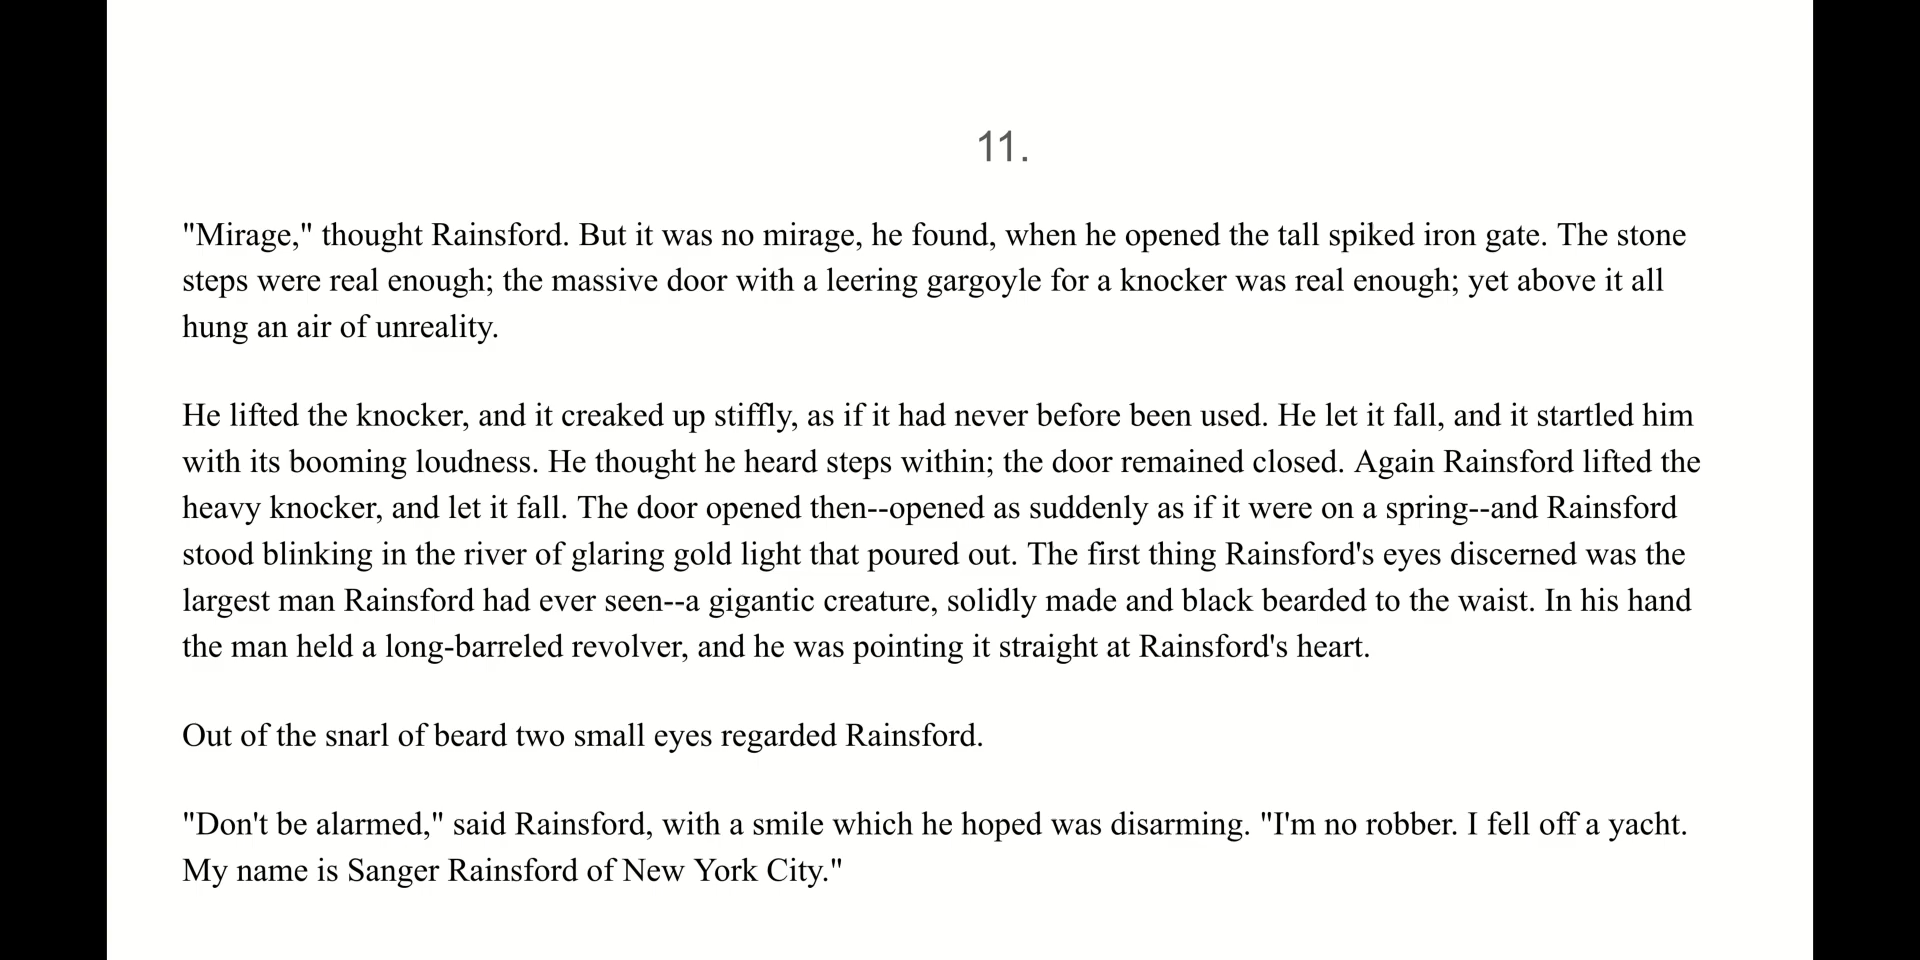 11.
"Mirage," thought Rainsford. But it was no mirage, he found, when he opened the tall spiked iron gate. The stone
steps were real enough; the massive door with a leering gargoyle for a knocker was real enough; yet above it all
hung an air of unreality.
He lifted the knocker, and it creaked up stiffly, as if it had never before been used. He let it fall, and it startled him
with its booming loudness. He thought he heard steps within; the door remained closed. Again Rainsford lifted the
heavy knocker, and let it fall. The door opened then--opened as suddenly as if it were on a spring--and Rainsford
stood blinking in the river of glaring gold light that poured out. The first thing Rainsford's eyes discerned was the
largest man Rainsford had ever seen--a gigantic creature, solidly made and black bearded to the waist. In his hand
the man held a long-barreled revolver, and he was pointing it straight at Rainsford's heart.
Out of the snarl of beard two small eyes regarded Rainsford.
"Don't be alarmed," said Rainsford, with a smile which he hoped was disarming. "I'm no robber. I fell off a yacht.
My name is Sanger Rainsford of New York City."